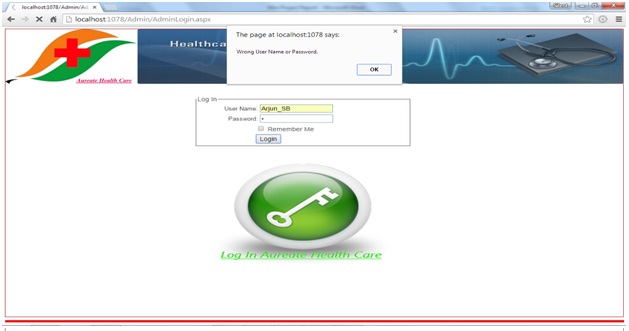 localhost:1078/Admin/Adi
localhost:1078/Admin/AdminLogin.aspx
The page at localhost:1078 says:
Wrong User Name or Password.
OK
Healthca
Aureate Health Care
Log In
User Name: Arjun_SB
Password:
Remember Me
Login
Log In Aureate Health Care